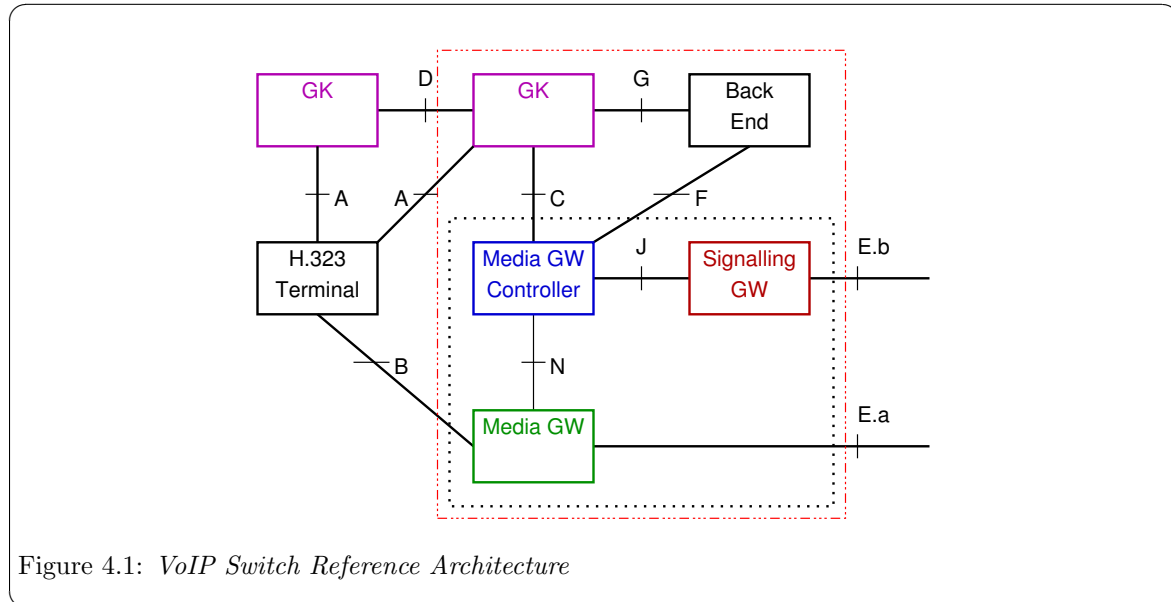 D
G
GK
GK
Back
End
A
A
C
F
H.323
Terminal
Media GW
Controller
J
Signalling
GW
E.b
B
N
E.a
Media GW
Figure 4.1: VoIP Switch Reference Architecture